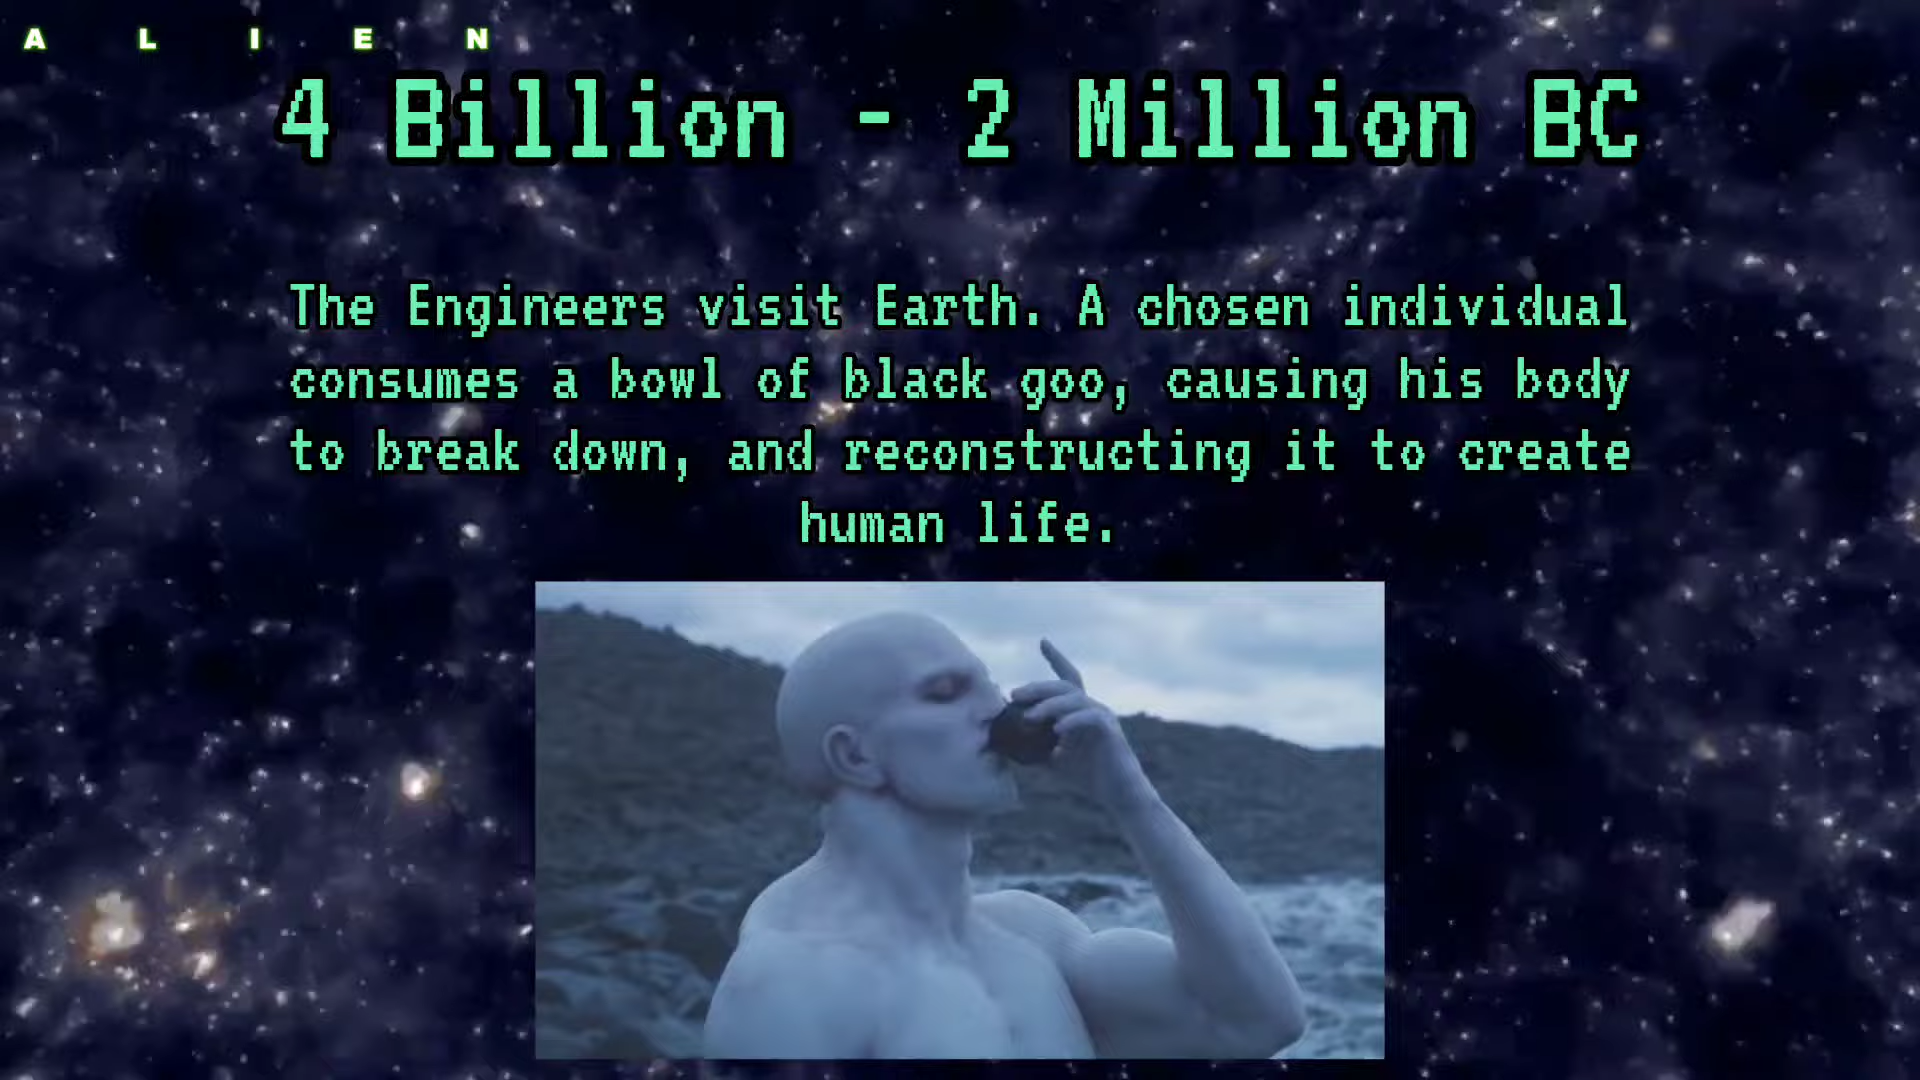 A L I E N
4 Billion - 2 Million BC
The Engineers visit Earth. A chosen individual
consumes a bowl of black goo, causing his body
to break down, and reconstructing it to create
human life.